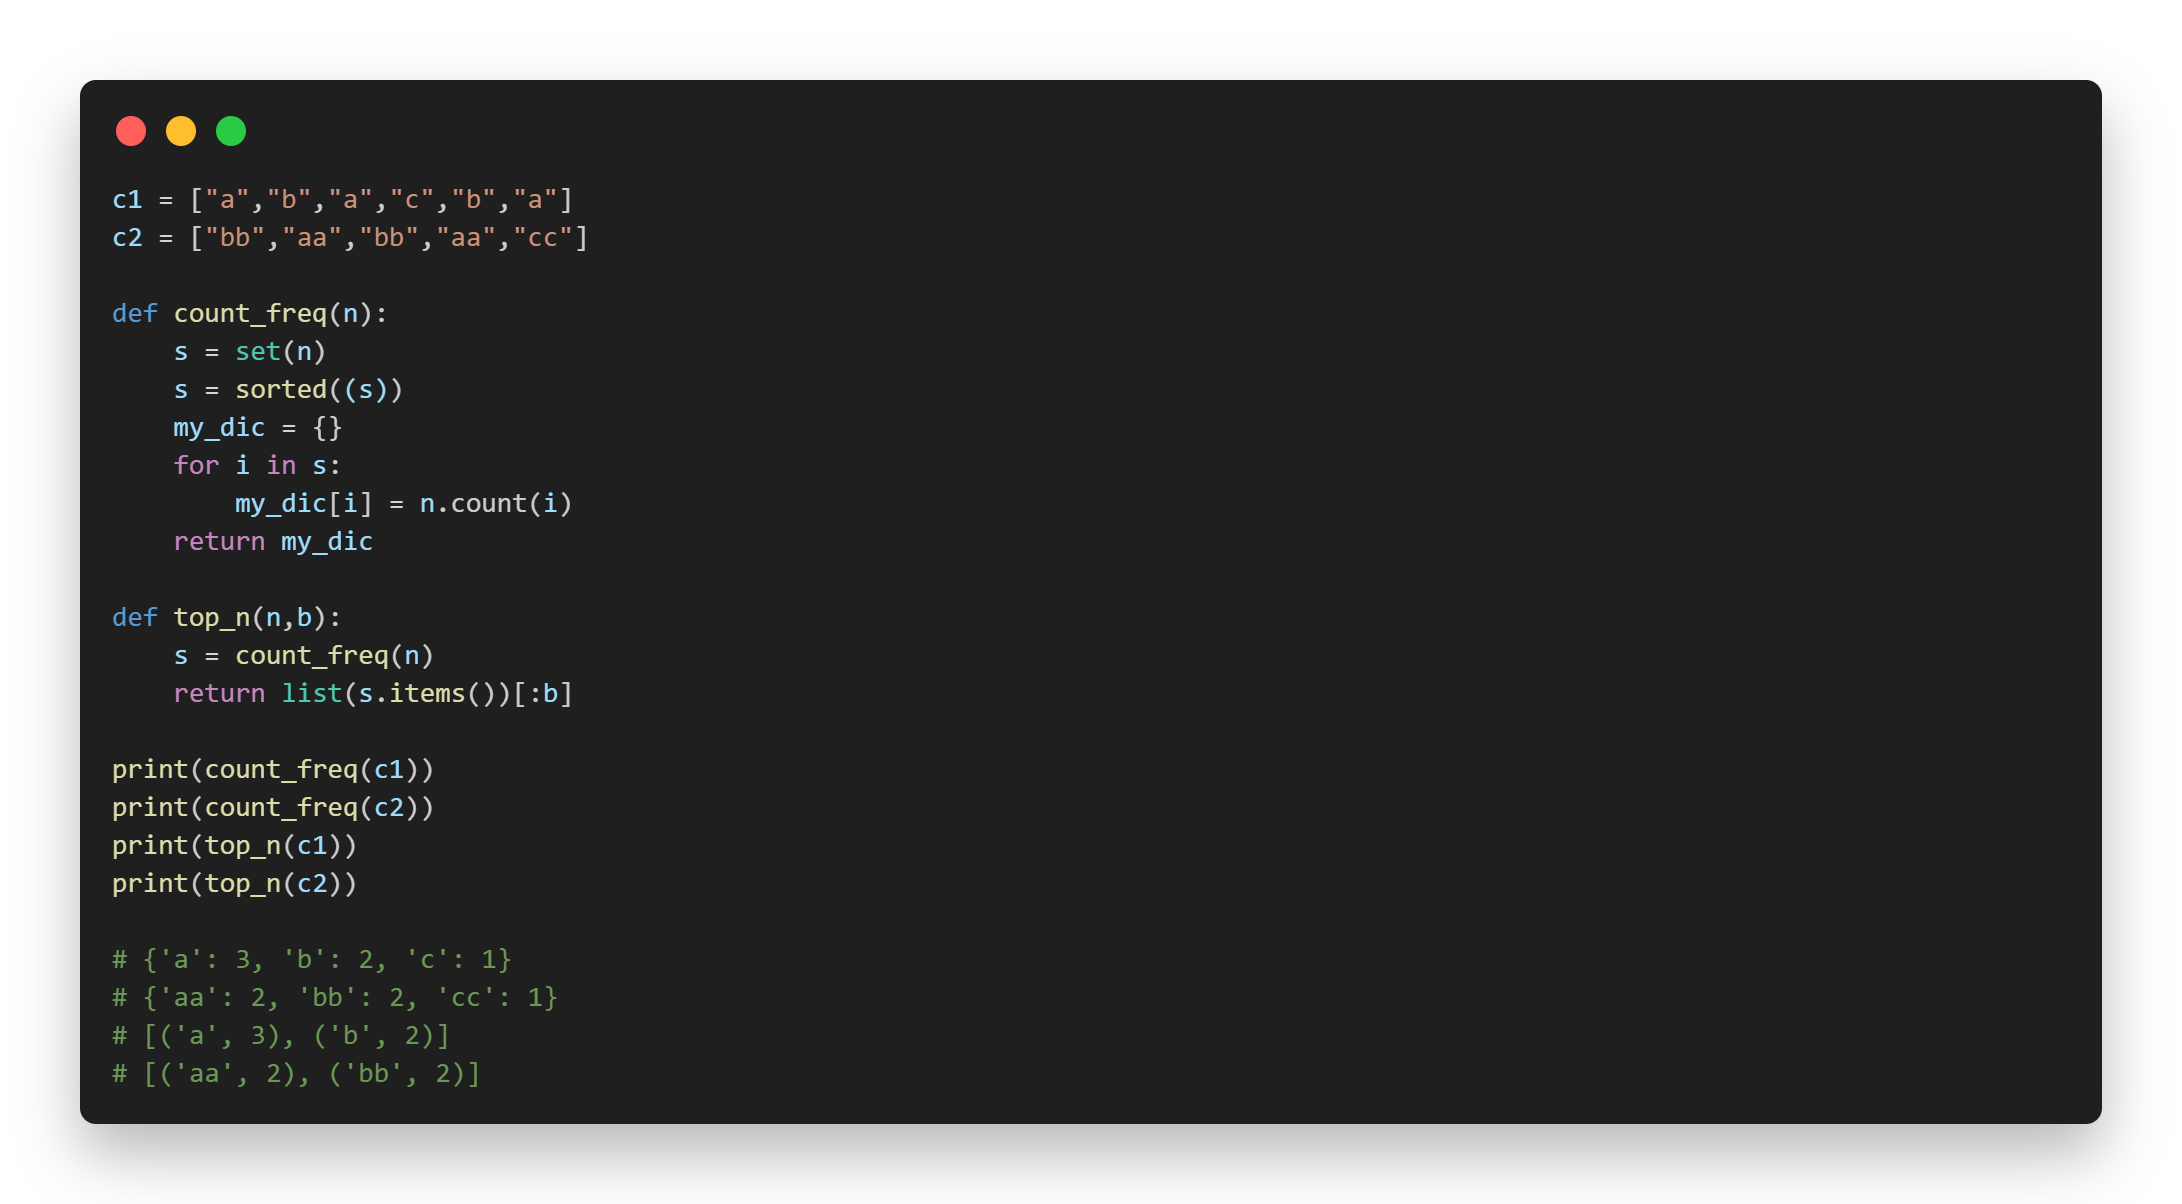 c1 = ["a","b","a","c","b","a"]
c2 = ["bb","aa","bb","aa","cc"]
def count_freq(n):
    s = set(n)
    s = sorted((s))
    my_dic = {}
    for i in s:
        my_dic[i] = n.count(i)
    return my_dic
def top_n(n,b):
    s = count_freq(n)
    return list(s.items())[:b]
print(count_freq(c1))
print(count_freq(c2))
print(top_n(c1))
print(top_n(c2))
# {'a': 3, 'b': 2, 'c': 1}
# {'aa': 2, 'bb': 2, 'cc': 1}
# [('a', 3), ('b', 2)]
# [('aa', 2), ('bb', 2)]